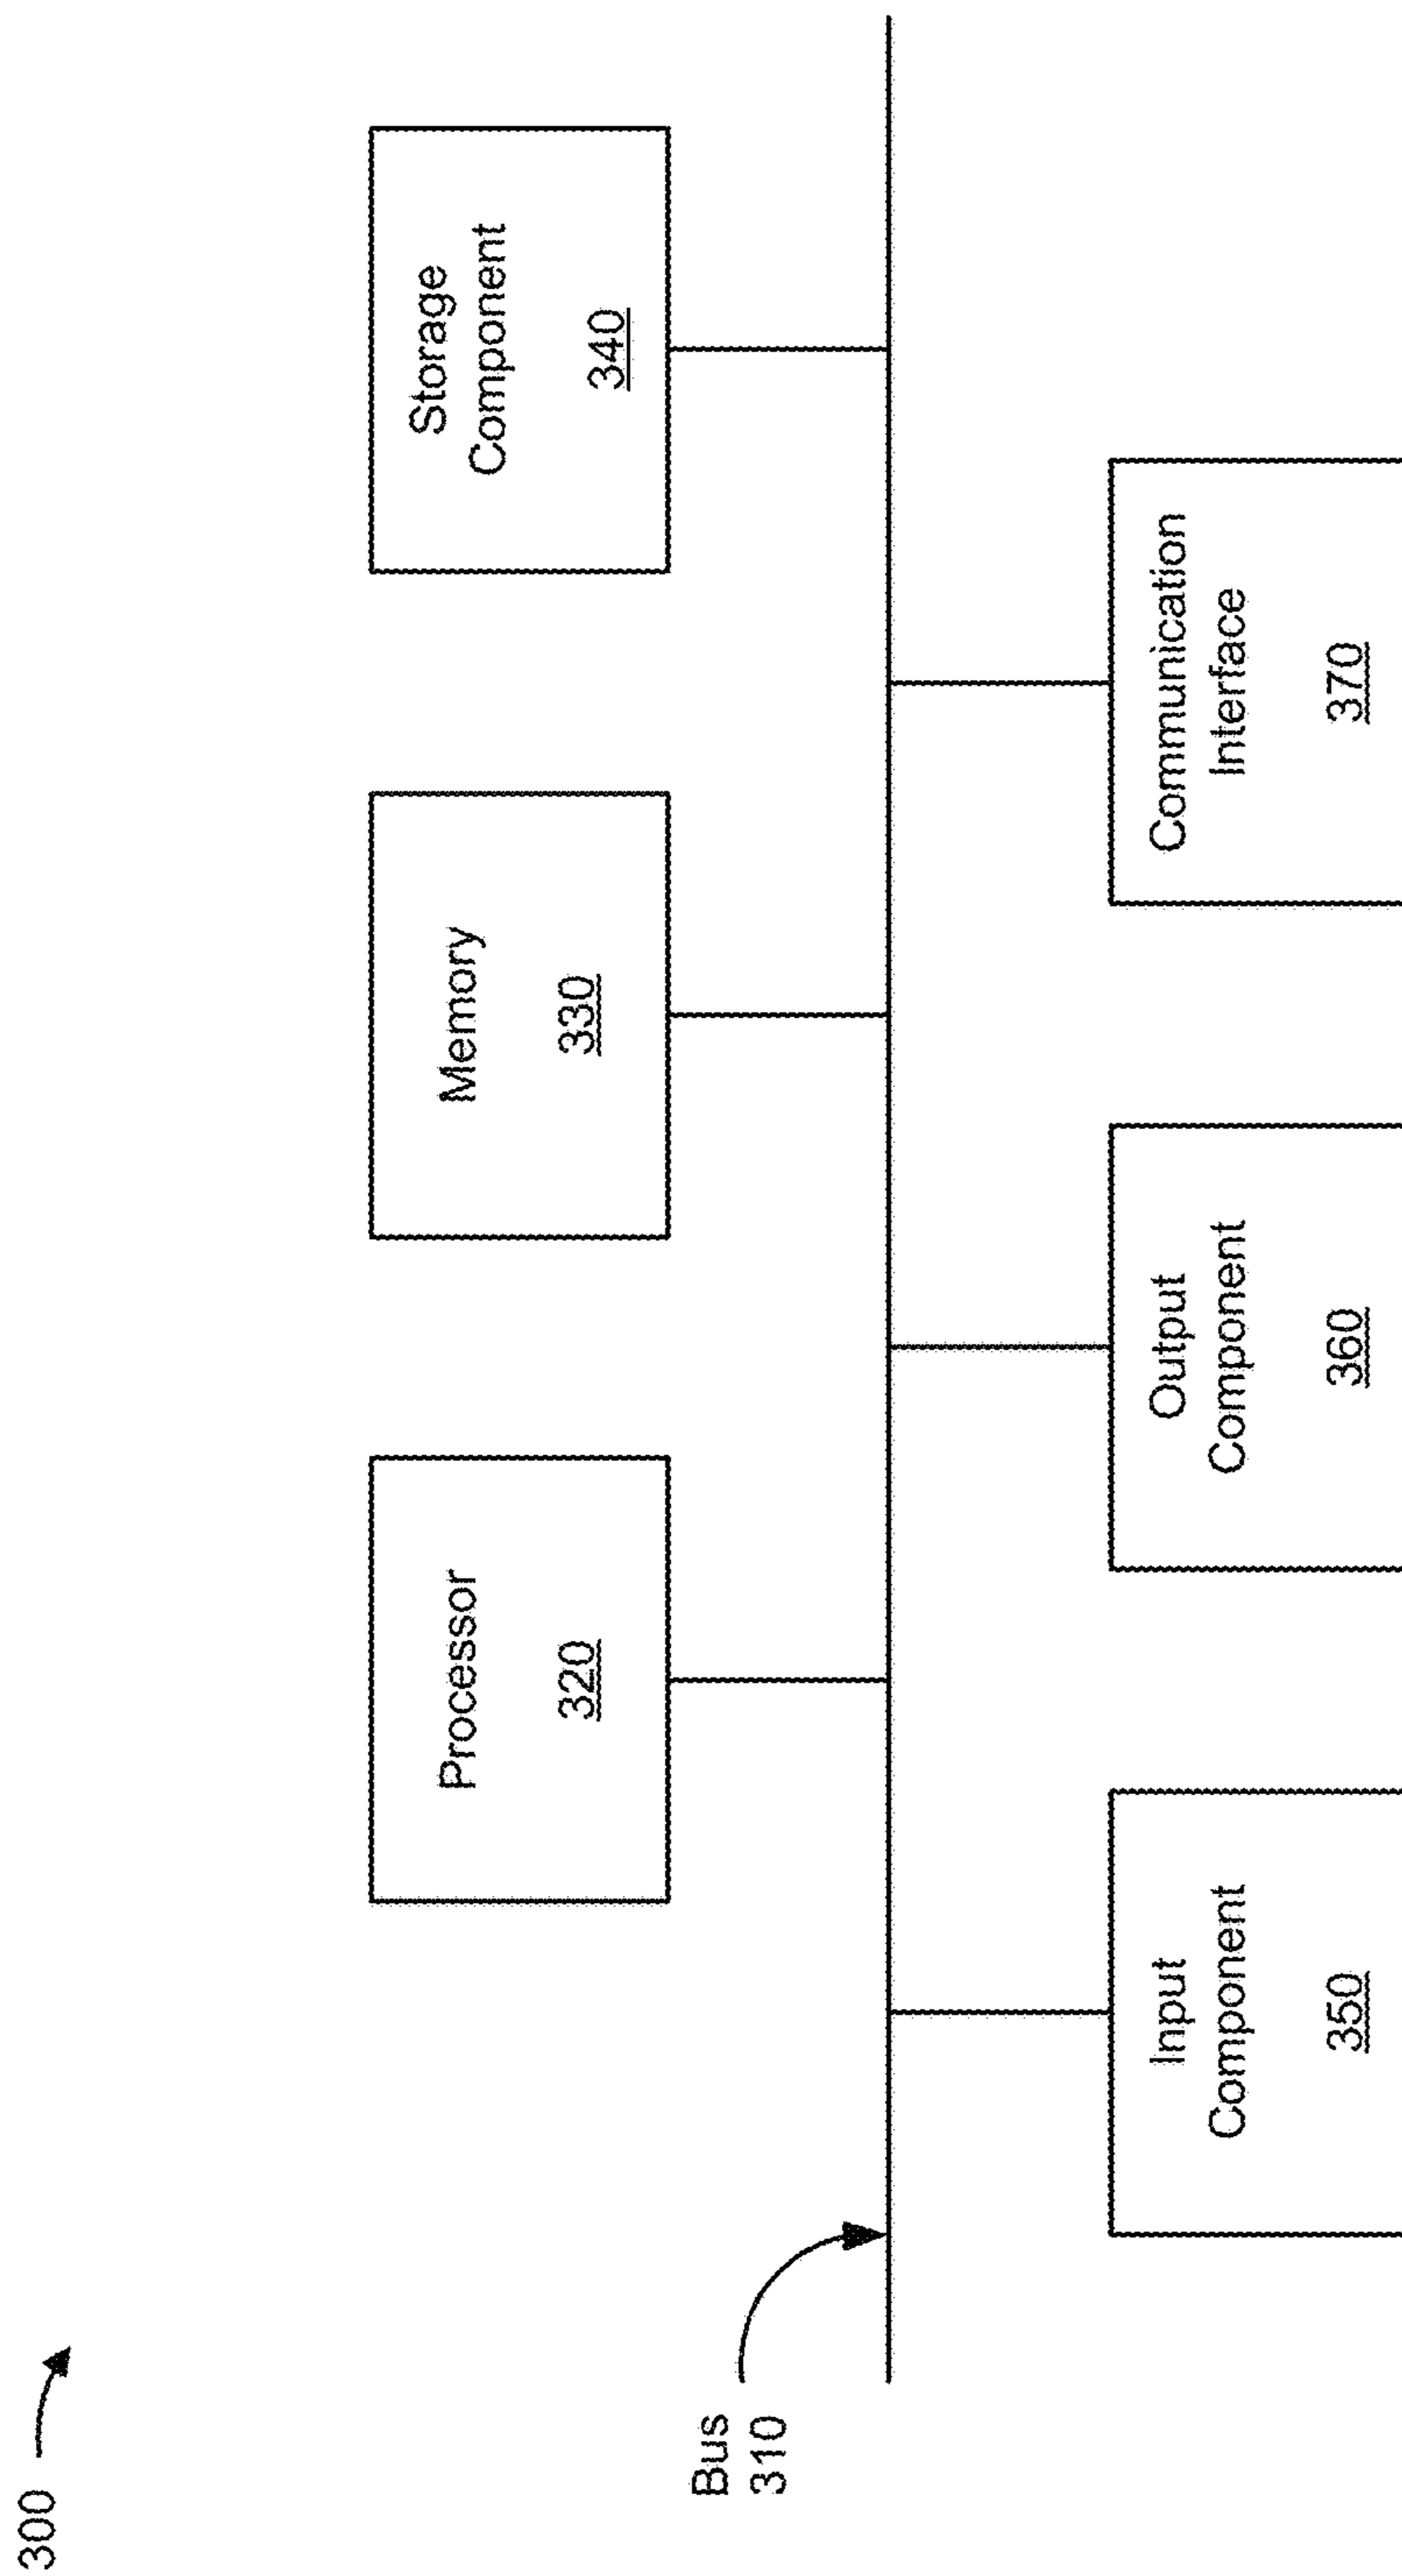 300
Processor
320
Memory
330
Storage
Component
340
Bus
310
Input
Component
350
Output
Component
360
Communication
Interface
370